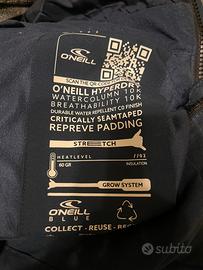 O'NEILL
SCAN THE QR CODE
O'NEILL HYPERDRY
WATERCOLUMN 10K
BREATHABILITY 10K
DURABLE WATER REPELLENT C0 FINISH
CRITICALLY SEAMTAPED
REPREVE PADDING
STRETCH
HEATLEVEL
60 GR
INSULATION
GROW SYSTEM
O'NEILL
BLUE
COLLECT - REUSE - RE
subito